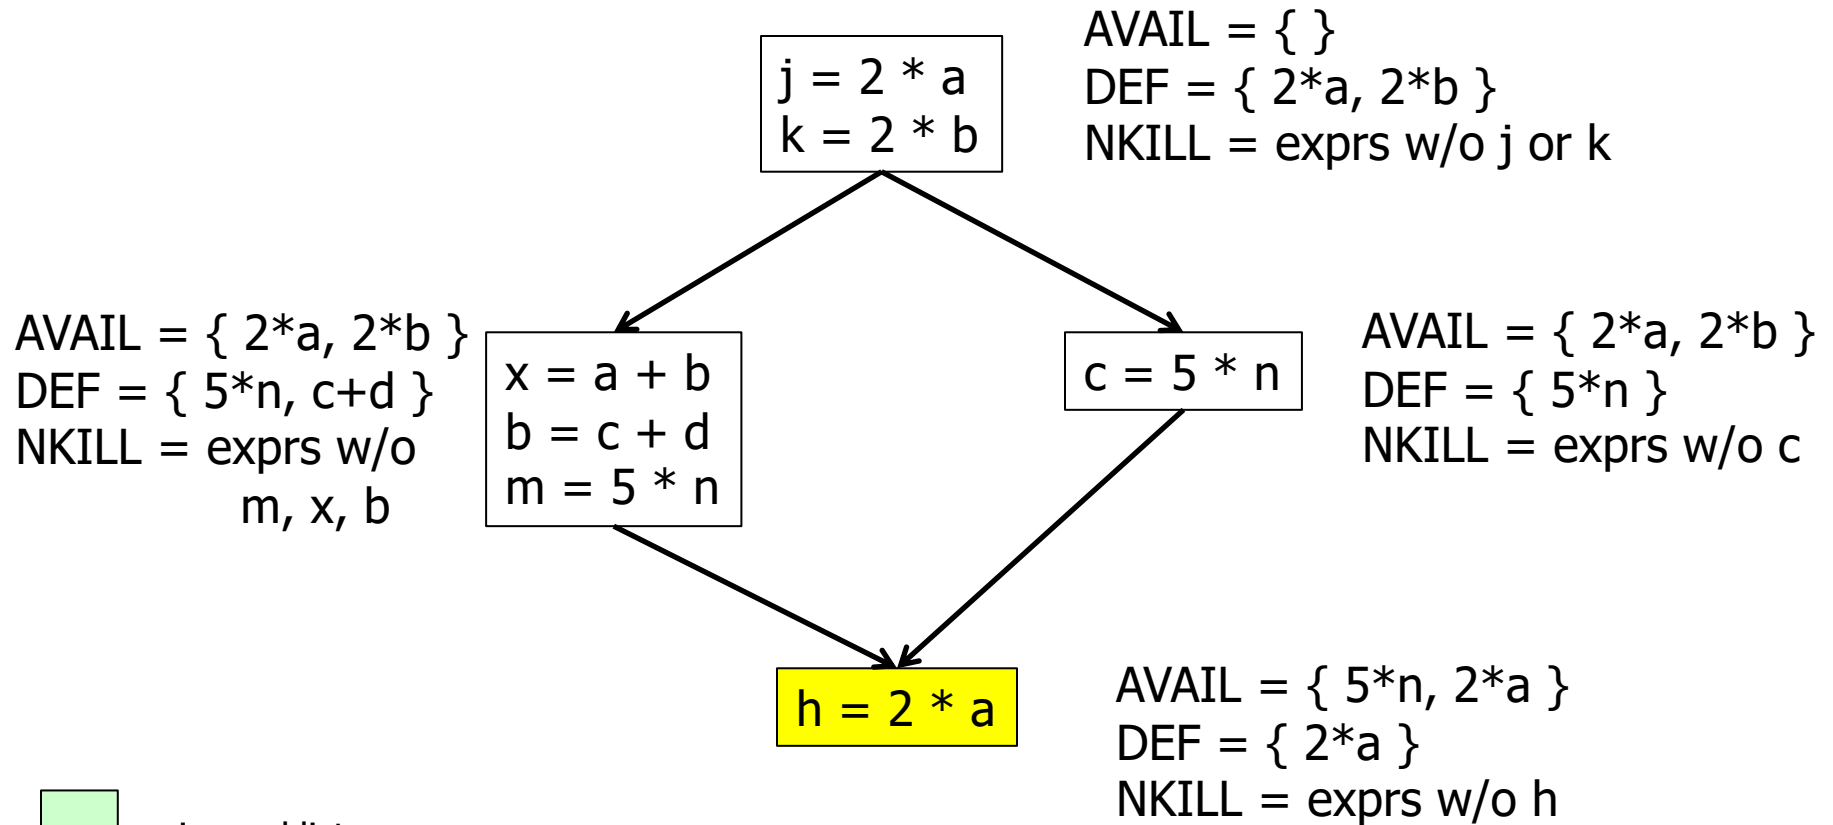 j = 2 * a
k = 2 * b
AVAIL = { }
DEF = { 2*a, 2*b }
NKILL = exprs w/o j or k
AVAIL = { 2*a, 2*b }
DEF = { 5*n, c+d }
NKILL = exprs w/o
m, x, b
x = a + b
b = c + d
m = 5 * n
c = 5 * n
AVAIL = { 2*a, 2*b }
DEF = { 5*n }
NKILL = exprs w/o c
h = 2 * a
AVAIL = { 5*n, 2*a }
DEF = { 2*a }
NKILL = exprs w/o h